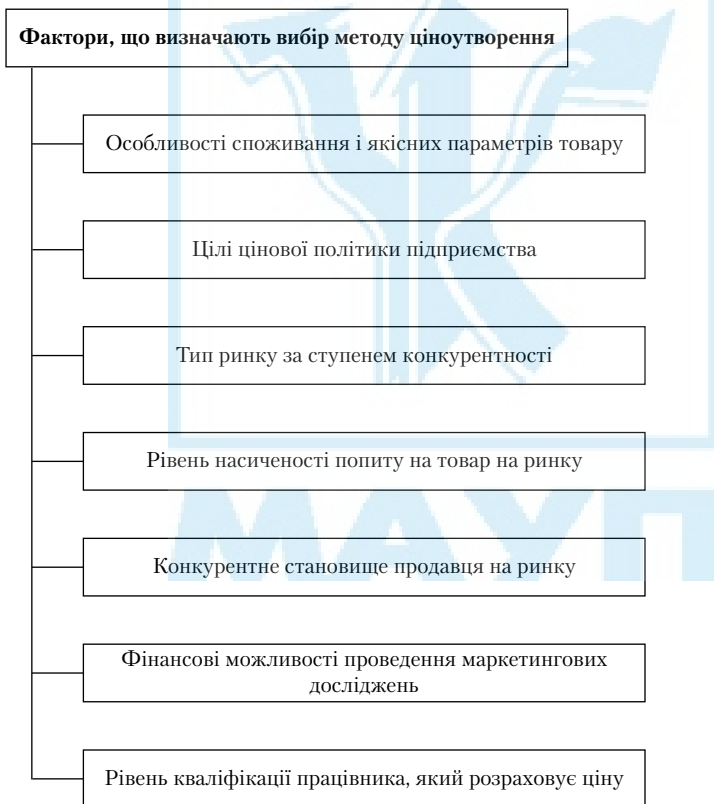 Фактори, що визначають вибір методу ціноутворення
Особливості споживання і якісних параметрів товару
Цілі цінової політики підприємства
Тип ринку за ступенем конкурентності
Рівень насиченості попиту на товар на ринку
МАУП
Конкурентне становище продавця на ринку
Фінансові можливості проведення маркетингових
досліджень
Рівень кваліфікації працівника, який розраховує ціну